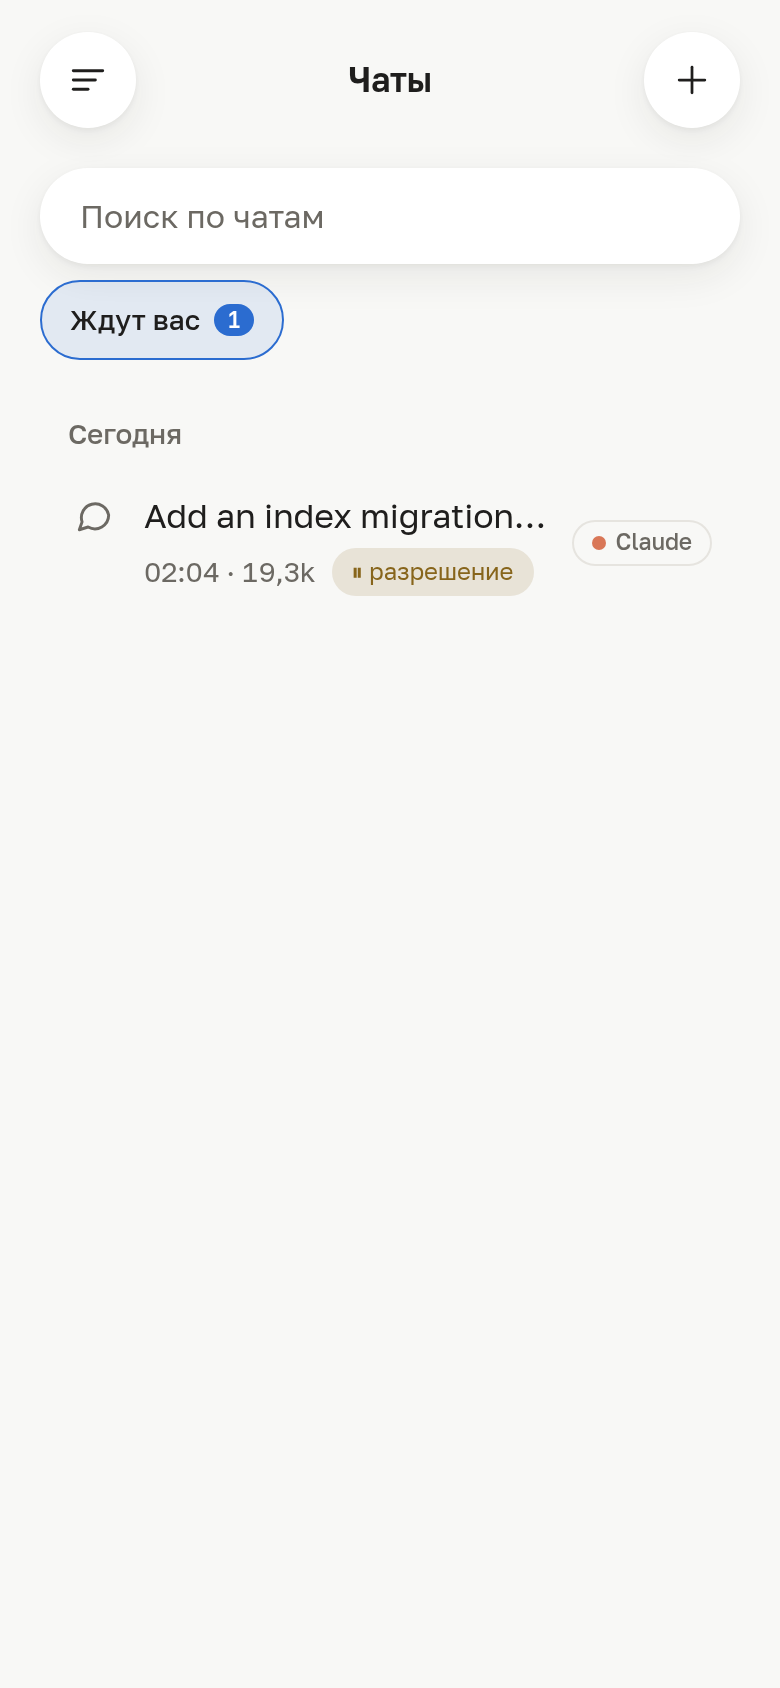 Чаты
Поиск по чатам
Ждут вас 1
Сегодня
Add an index migration…
Claude
02:04 · 19,3k разрешение